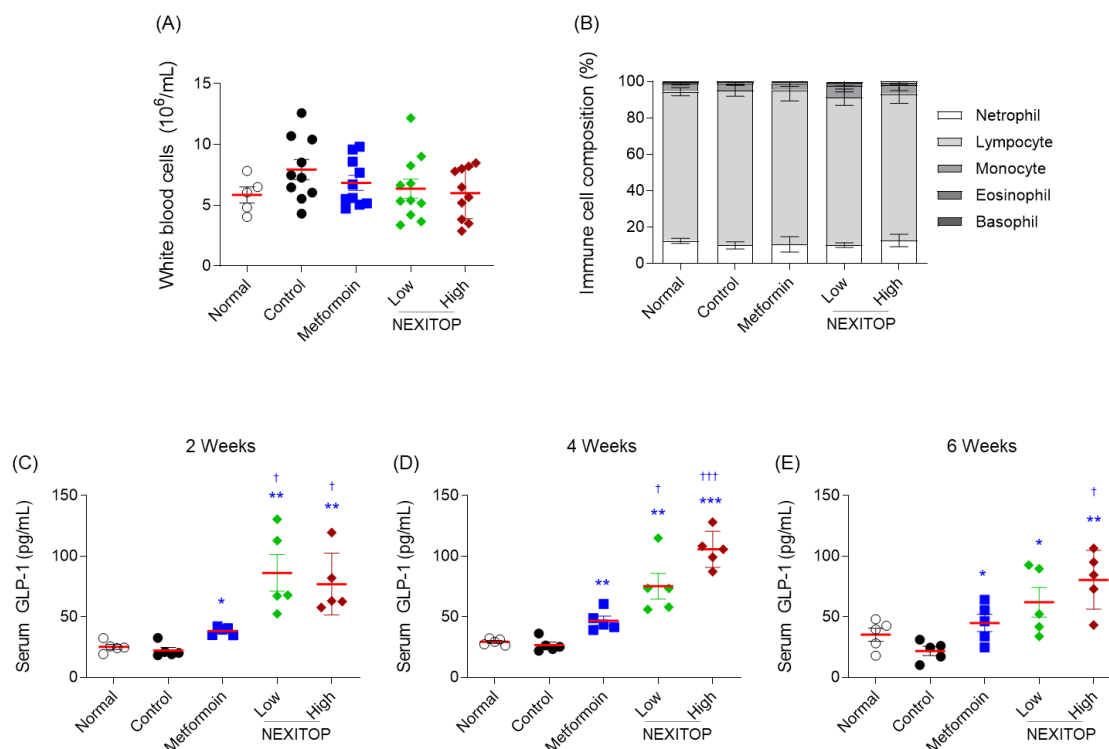 (A)
White blood cells (10⁶/mL)
15
10
5
0
Normal
Control
Metformoin
Low
High
NEXITOP
(B)
Immune cell composition (%)
100
80
60
40
20
0
Normal
Control
Metformoin
Low
High
NEXITOP
Netrophil
Lympocyte
Monocyte
Eosinophil
Basophil
(C)
2 Weeks
Serum GLP-1 (pg/mL)
150
100
50
0
*
†
**
†
**
Normal
Control
Metformoin
Low
High
NEXITOP
(D)
4 Weeks
Serum GLP-1 (pg/mL)
150
100
50
0
**
†
**
†††
***
Normal
Control
Metformoin
Low
High
NEXITOP
(E)
6 Weeks
Serum GLP-1 (pg/mL)
150
100
50
0
*
*
†
**
Normal
Control
Metformoin
Low
High
NEXITOP